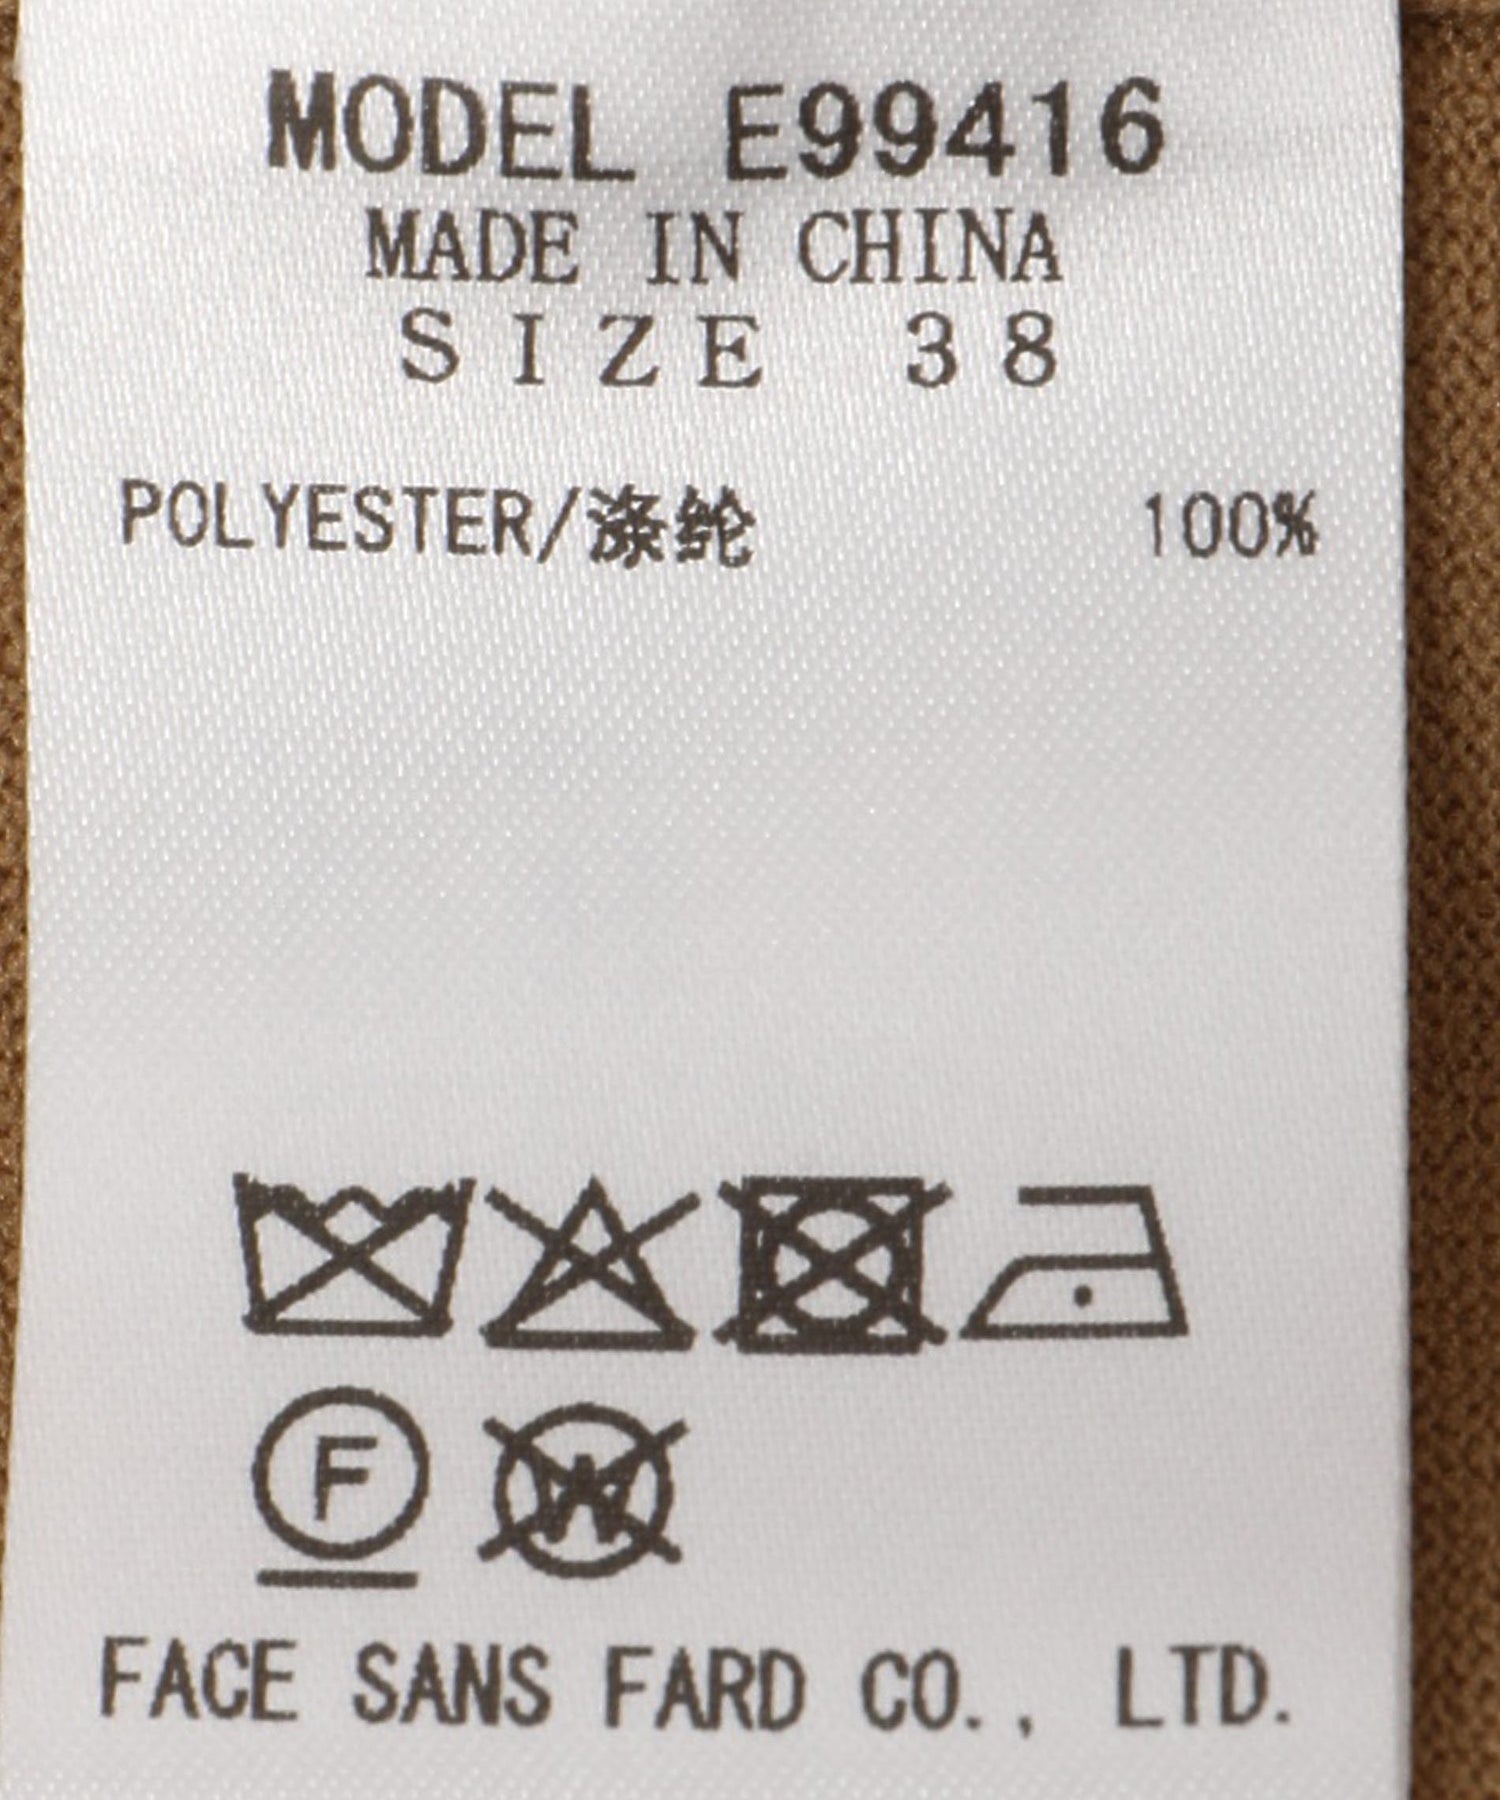 MODEL E99416
MADE IN CHINA
SIZE 38
POLYESTER/涤纶 100%
F
W
FACE SANS FARD CO., LTD.